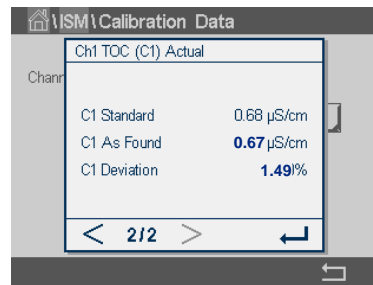 \ISM\Calibration Data
Ch1 TOC (C1) Actual
Chann
C1 Standard 0.68 µS/cm
C1 As Found 0.67 µS/cm
C1 Deviation 1.49%
< 2/2 >